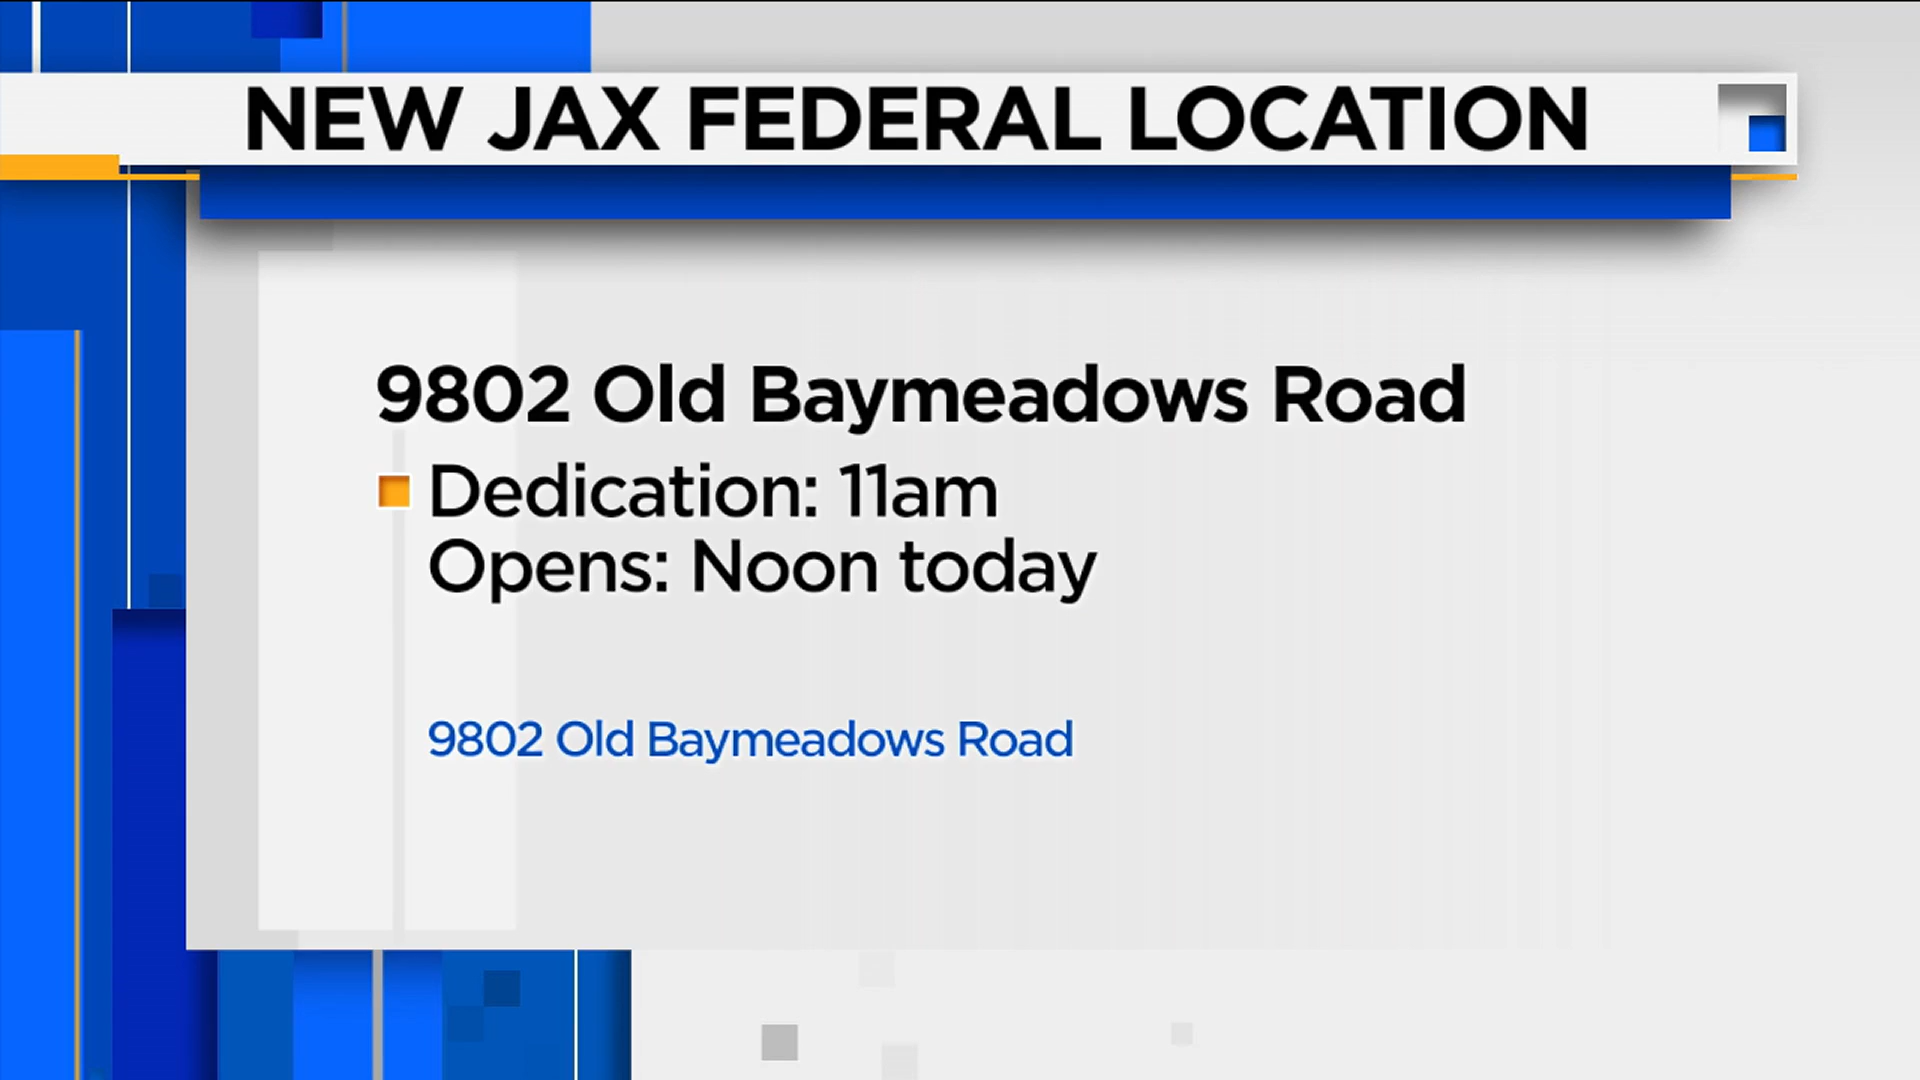 NEW JAX FEDERAL LOCATION
9802 Old Baymeadows Road
Dedication: 11am
Opens: Noon today
9802 Old Baymeadows Road